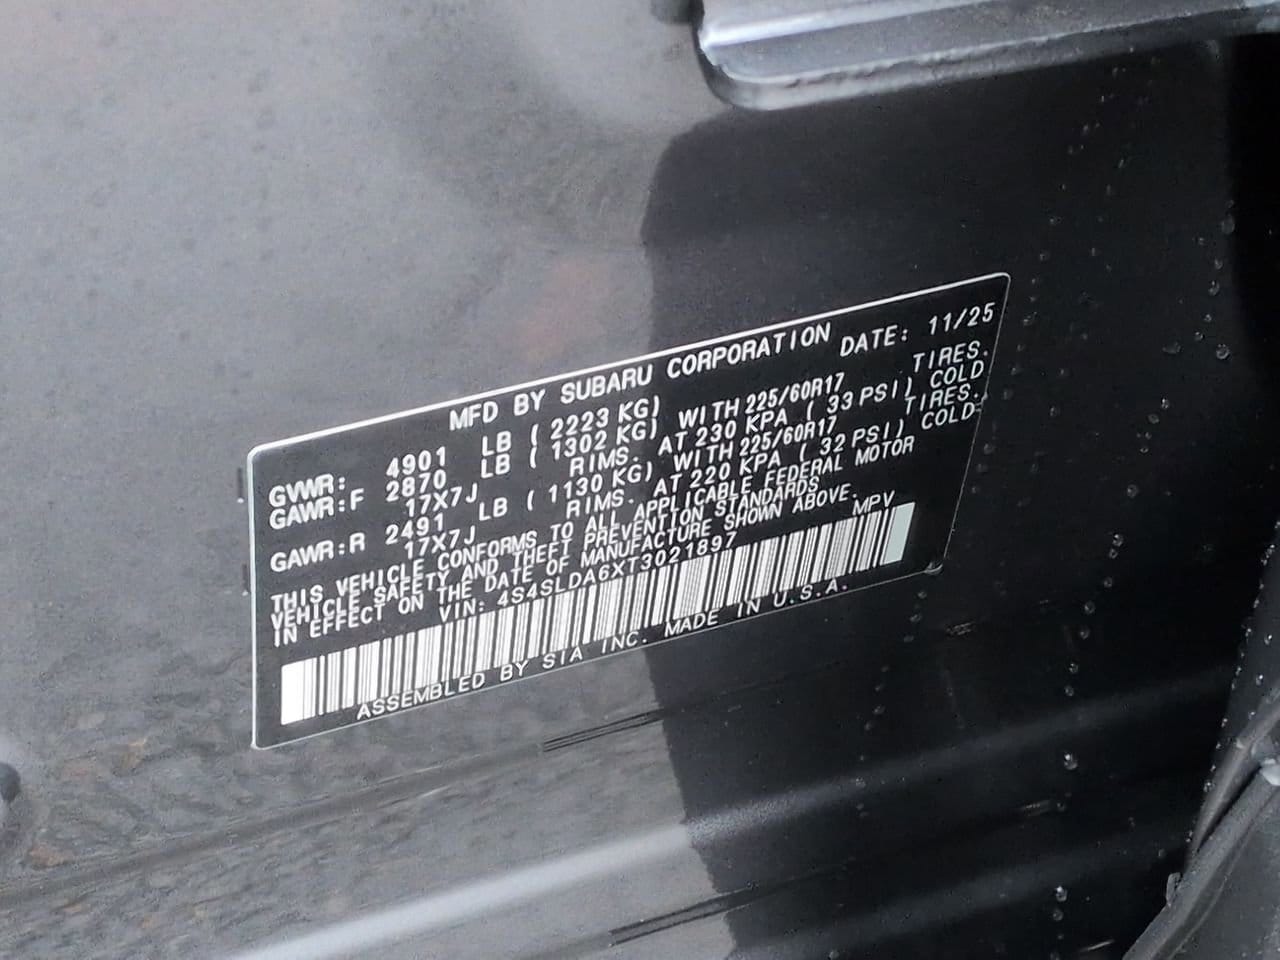 MFD BY SUBARU CORPORATION DATE: 11/25
GVWR: 4901 LB ( 2223 KG)
GAWR:F 2870 LB ( 1302 KG) WITH 225/60R17 TIRES.
17X7J RIMS. AT 230 KPA ( 33 PSI) COLD
GAWR:R 2491 LB ( 1130 KG) WITH 225/60R17 TIRES.
17X7J RIMS. AT 220 KPA ( 32 PSI) COLD
THIS VEHICLE CONFORMS TO ALL APPLICABLE FEDERAL MOTOR
VEHICLE SAFETY AND THEFT PREVENTION STANDARDS
IN EFFECT ON THE DATE OF MANUFACTURE SHOWN ABOVE.
VIN: 4S4SLDA6XT3021897 MPV
ASSEMBLED BY SIA INC. MADE IN U.S.A.